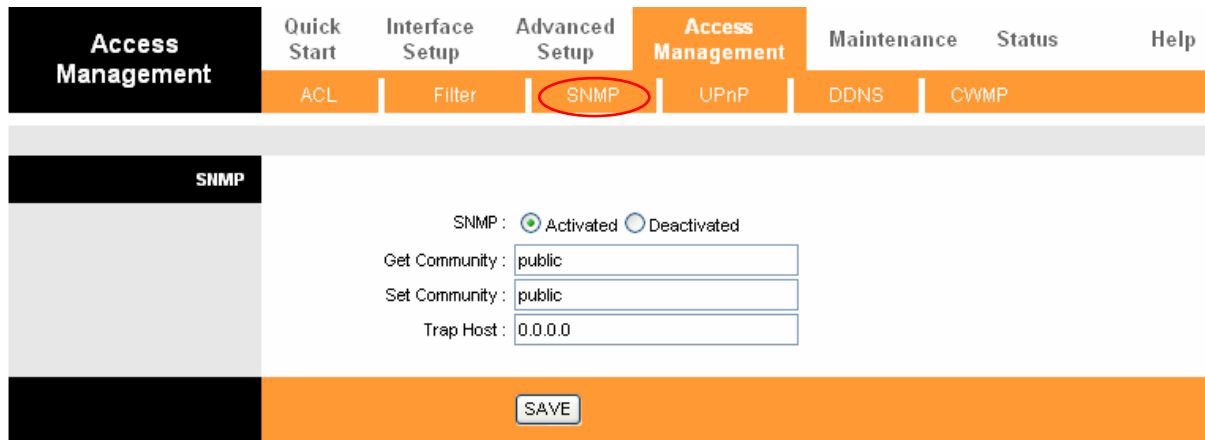 Access
Management
Quick
Start
Interface
Setup
Advanced
Setup
Access
Management
Maintenance
Status
Help
ACL
Filter
SNMP
UPnP
DDNS
CWMP
SNMP
SNMP : Activated Deactivated
Get Community : public
Set Community : public
Trap Host : 0.0.0.0
SAVE